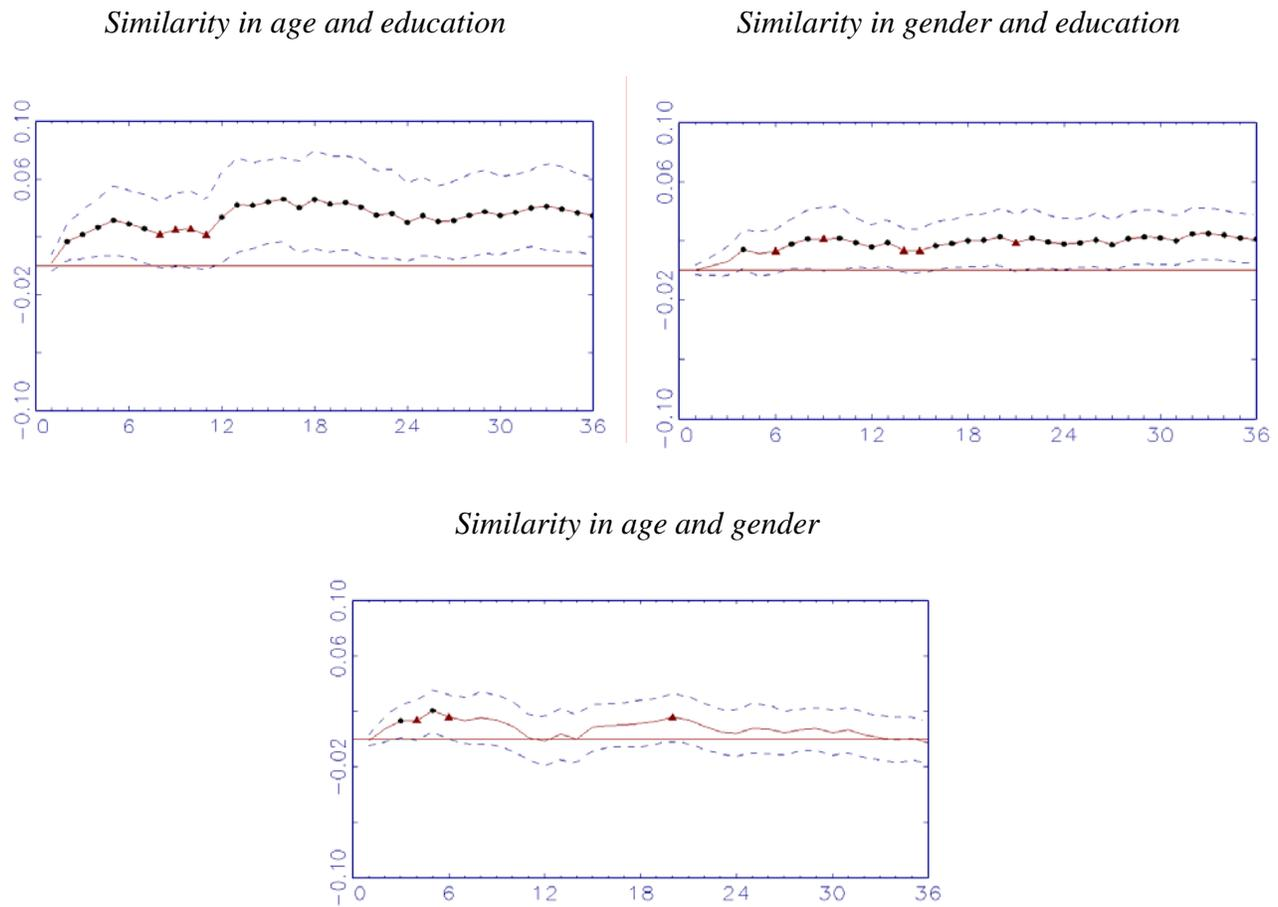 Similarity in age and education
Similarity in gender and education
0.10
0.06
−0.02
−0.10
0 6 12 18 24 30 36
0.10
0.06
−0.02
−0.10
0 6 12 18 24 30 36
Similarity in age and gender
0.10
0.06
−0.02
−0.10
0 6 12 18 24 30 36